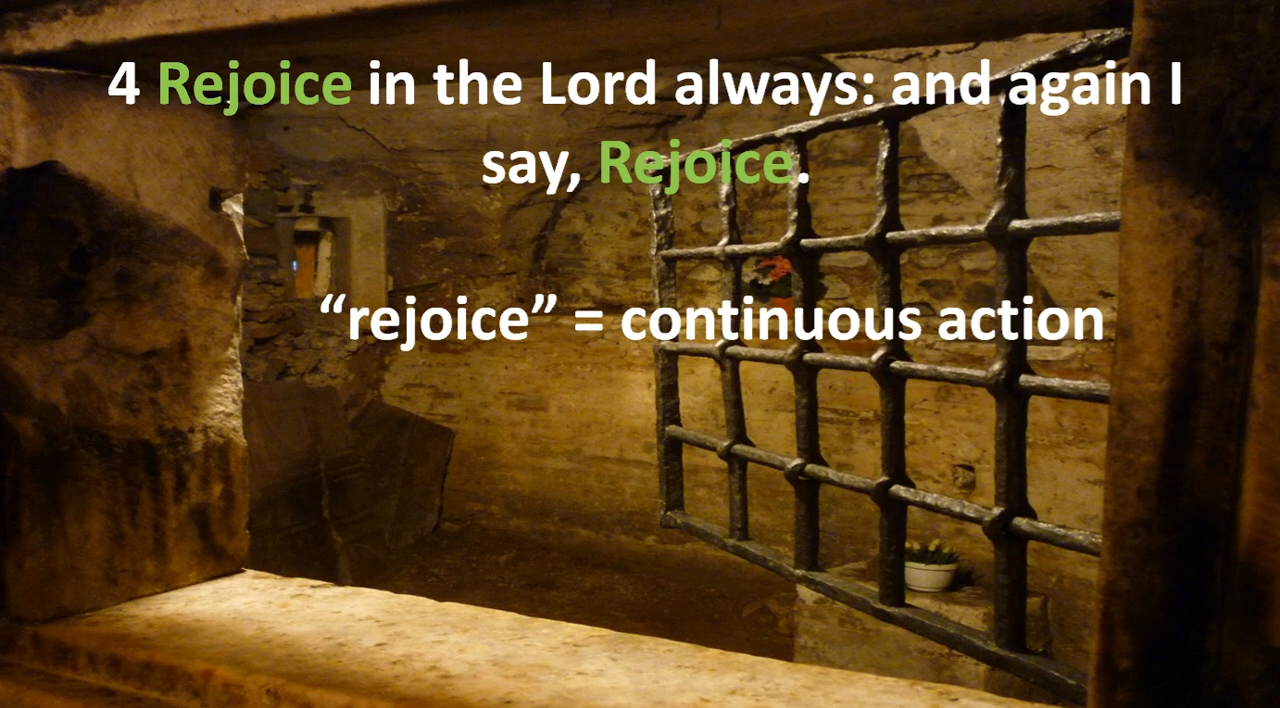 4 Rejoice in the Lord always: and again I
say, Rejoice.
“rejoice” = continuous action